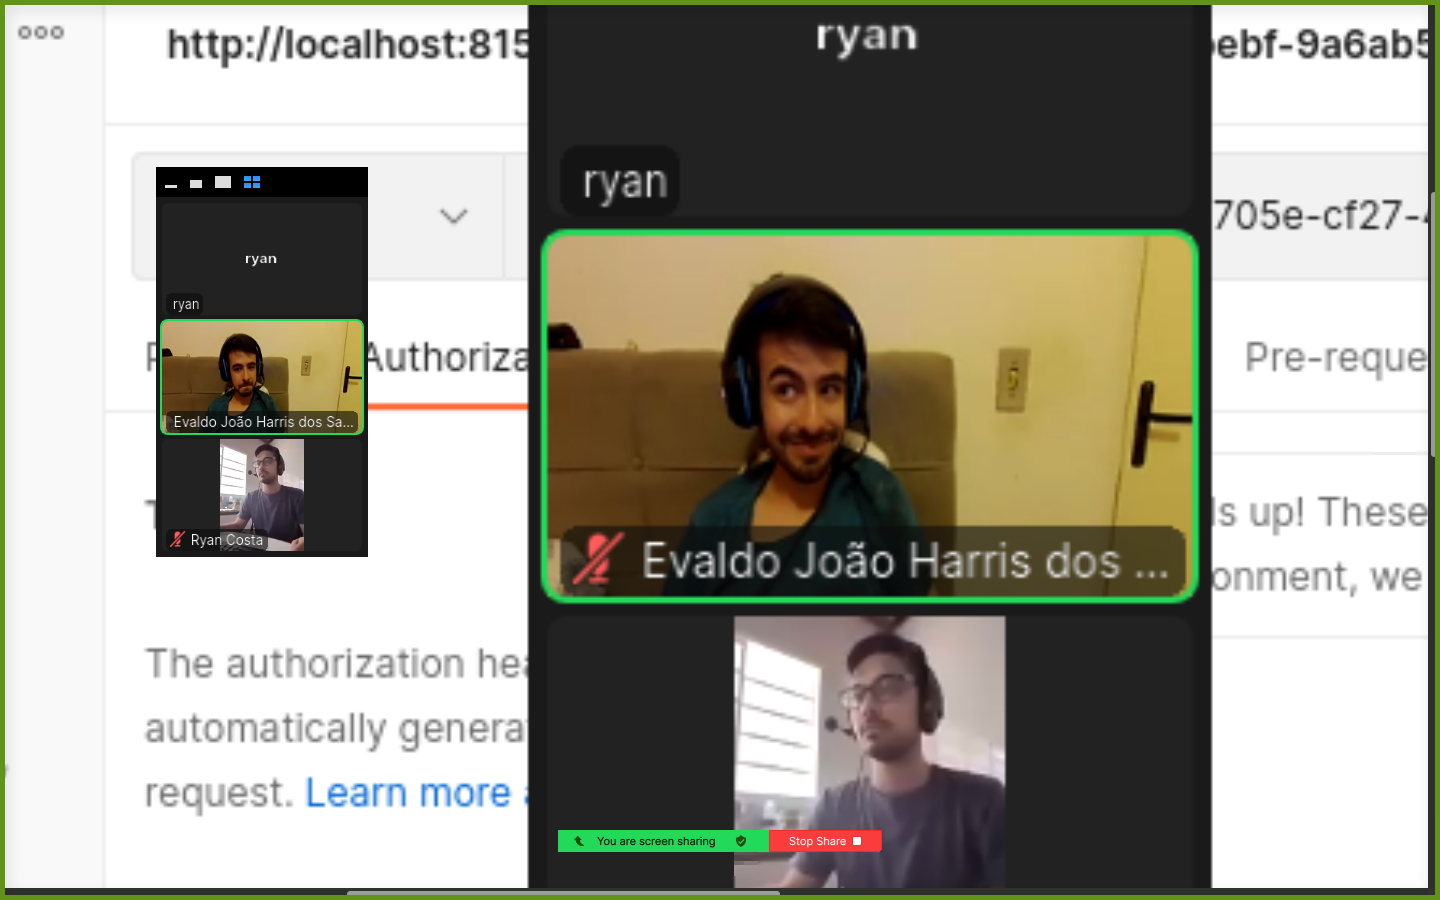 http://localhost:815
ebf-9a6ab5
ryan
ryan
705e-cf27-
ryan
ryan
Authoriza
Pre-reque
Evaldo João Harris dos Sa...
Evaldo João Harris dos ...
ls up! These
onment, we
Ryan Costa
The authorization hea
automatically genera
request. Learn more
You are screen sharing
Stop Share